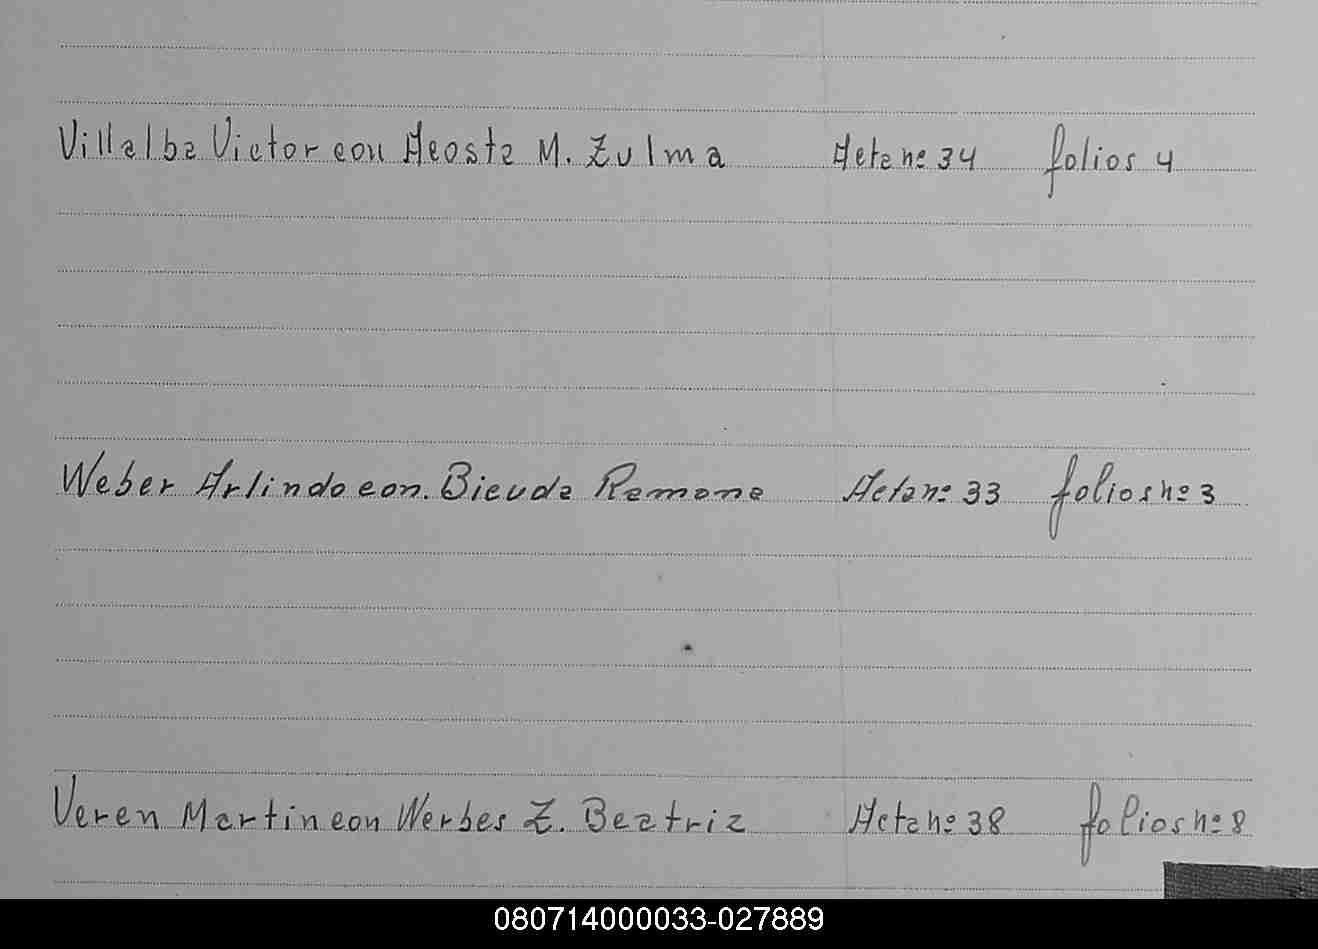 Villalba Victor con Acosta M. Zulma Acta nº 34 folios 4
Weber Arlindo con. Bieuda Ramona Acta nº 33 folios nº 3
Veren Martin con Werbes Z. Beatriz Acta nº 38 folios nº 8
080714000033-027889